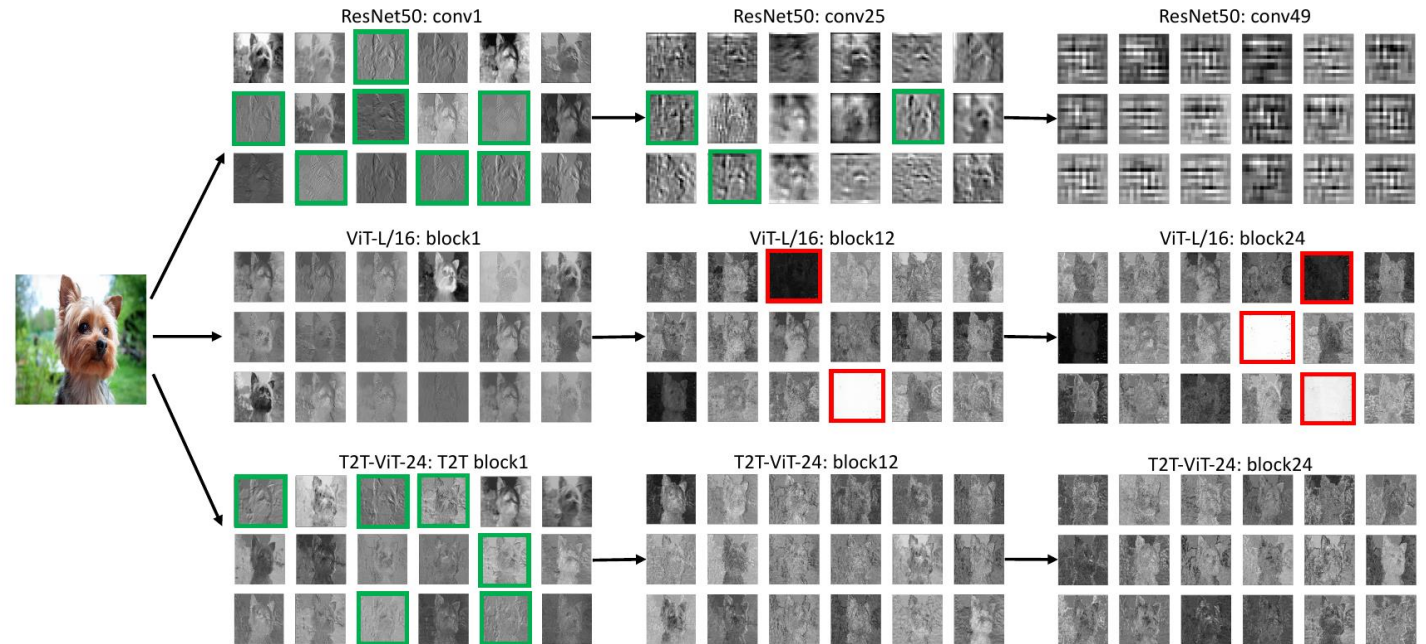 ResNet50: conv1
ResNet50: conv25
ResNet50: conv49
ViT-L/16: block1
ViT-L/16: block12
ViT-L/16: block24
T2T-ViT-24: T2T block1
T2T-ViT-24: block12
T2T-ViT-24: block24